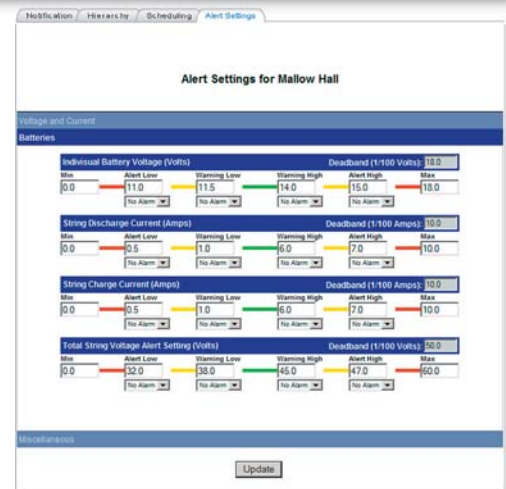 Notification Hierarchy Scheduling Alert Settings
Alert Settings for Mallow Hall
Voltage and Current
Batteries
Indivisual Battery Voltage (Volts) Deadband (1/100 Volts): 18.0
Min Alert Low Warning Low Warning High Alert High Max
0.0 11.0 11.5 14.0 15.0 18.0
No Alarm No Alarm No Alarm No Alarm
String Discharge Current (Amps) Deadband (1/100 Amps): 10.0
Min Alert Low Warning Low Warning High Alert High Max
0.0 0.5 1.0 6.0 7.0 10.0
No Alarm No Alarm No Alarm No Alarm
String Charge Current (Amps) Deadband (1/100 Amps): 10.0
Min Alert Low Warning Low Warning High Alert High Max
0.0 0.5 1.0 6.0 7.0 10.0
No Alarm No Alarm No Alarm No Alarm
Total String Voltage Alert Setting (Volts) Deadband (1/100 Volts): 50.0
Min Alert Low Warning Low Warning High Alert High Max
0.0 32.0 38.0 45.0 47.0 60.0
No Alarm No Alarm No Alarm No Alarm
Miscellaneous
Update